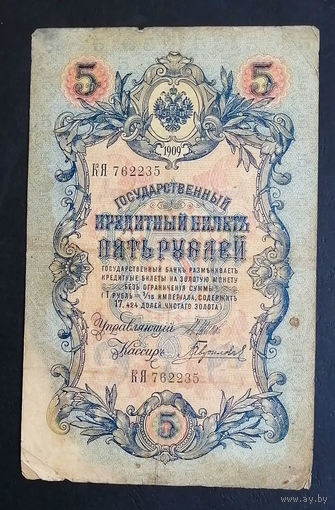 5 5
1909
КЯ 762235
ГОСУДАРСТВЕННЫЙ
КРЕДИТНЫЙ БИЛЕТЪ
ПЯТЬ РУБЛЕЙ
ГОСУДАРСТВЕННЫЙ БАНКЪ РАЗМѢНИВАЕТЪ
КРЕДИТНЫЕ БИЛЕТЫ НА ЗОЛОТУЮ МОНЕТУ
БЕЗЪ ОГРАНИЧЕНІЯ СУММЫ
(1 РУБЛЬ = 1/15 ИМПЕРІАЛА, СОДЕРЖИТЪ
17,424 ДОЛЕЙ ЧИСТАГО ЗОЛОТА).
Управляющій
Кассиръ
КЯ 762235
5
www.ay.by